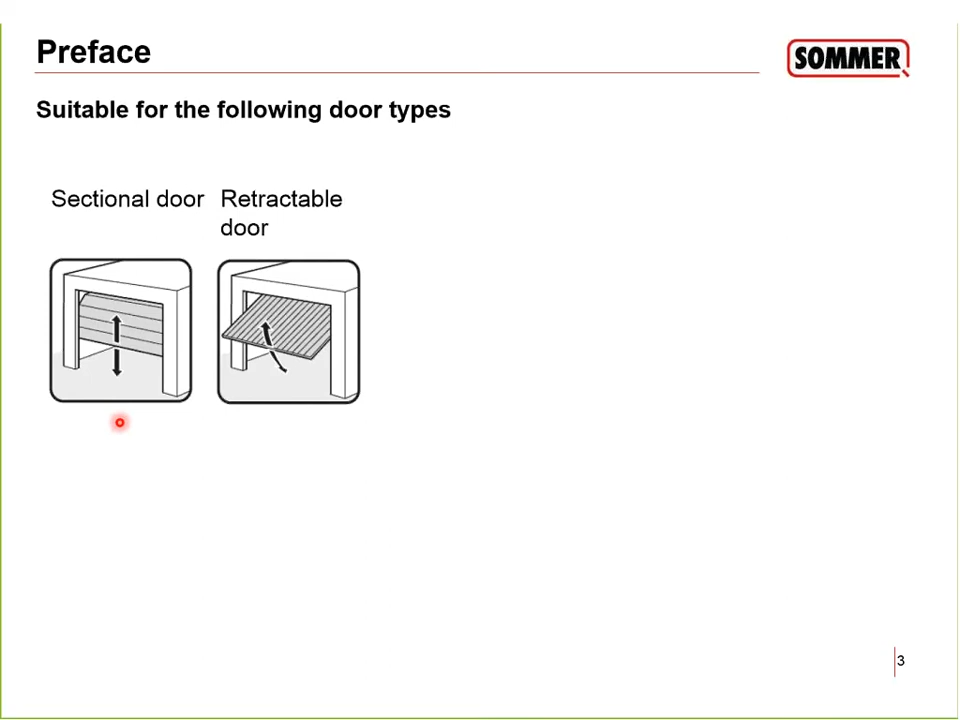 Preface
SOMMER
Suitable for the following door types
Sectional door
Retractable
door
3